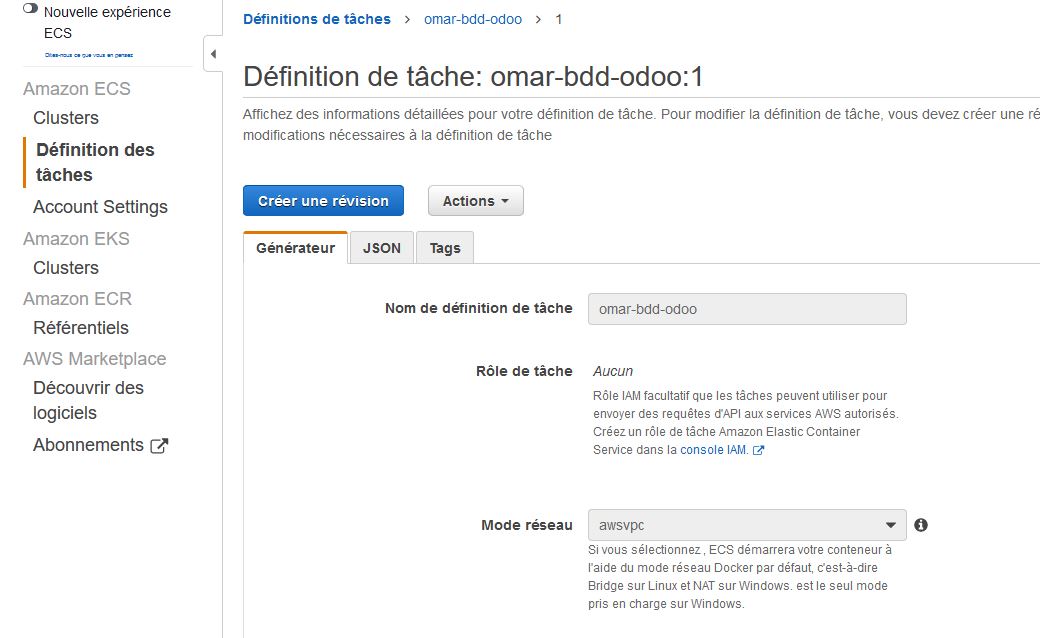 Nouvelle expérience
ECS
Dites-nous ce que vous en pensez
Amazon ECS
Clusters
Définition des
tâches
Account Settings
Amazon EKS
Clusters
Amazon ECR
Référentiels
AWS Marketplace
Découvrir des
logiciels
Abonnements
Définitions de tâches > omar-bdd-odoo > 1
Définition de tâche: omar-bdd-odoo:1
Affichez des informations détaillées pour votre définition de tâche. Pour modifier la définition de tâche, vous devez créer une ré
modifications nécessaires à la définition de tâche
Créer une révision Actions
Générateur JSON Tags
Nom de définition de tâche omar-bdd-odoo
Rôle de tâche Aucun
Rôle IAM facultatif que les tâches peuvent utiliser pour
envoyer des requêtes d'API aux services AWS autorisés.
Créez un rôle de tâche Amazon Elastic Container
Service dans la console IAM.
Mode réseau awsvpc
Si vous sélectionnez , ECS démarrera votre conteneur à
l'aide du mode réseau Docker par défaut, c'est-à-dire
Bridge sur Linux et NAT sur Windows. est le seul mode
pris en charge sur Windows.